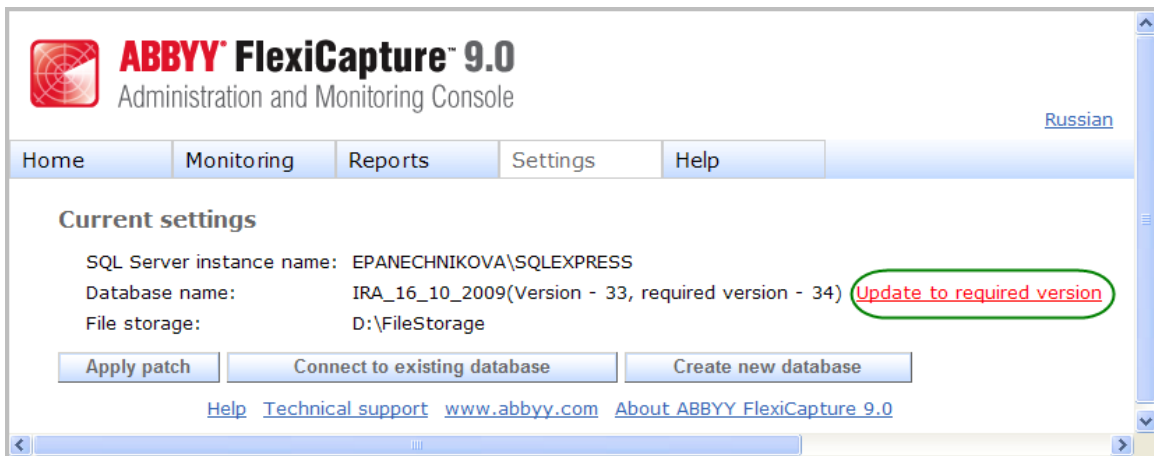 ABBYY® FlexiCapture™ 9.0
Administration and Monitoring Console
Russian
Home Monitoring Reports Settings Help
Current settings
SQL Server instance name: EPANECHNIKOVA\SQLEXPRESS
Database name: IRA_16_10_2009(Version - 33, required version - 34) Update to required version
File storage: D:\FileStorage
Apply patch Connect to existing database Create new database
Help Technical support www.abbyy.com About ABBYY FlexiCapture 9.0